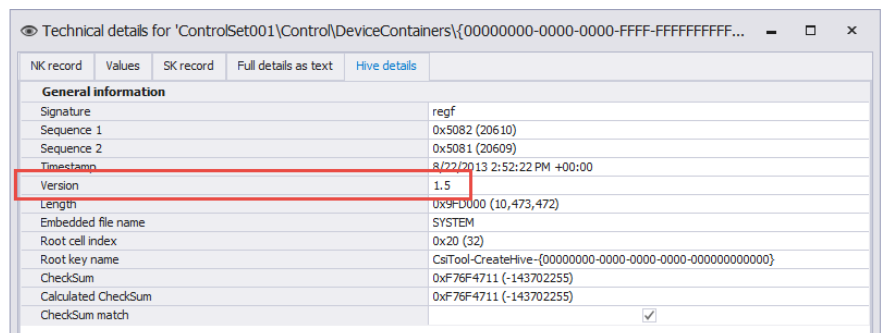 Technical details for 'ControlSet001\Control\DeviceContainers\{00000000-0000-0000-FFFF-FFFFFFFFFF...
NK record Values SK record Full details as text Hive details
General information
Signature regf
Sequence 1 0x5082 (20610)
Sequence 2 0x5081 (20609)
Timestamp 8/22/2013 2:52:22 PM +00:00
Version 1.5
Length 0x9FD000 (10,473,472)
Embedded file name SYSTEM
Root cell index 0x20 (32)
Root key name CsiTool-CreateHive-{00000000-0000-0000-0000-000000000000}
CheckSum 0xF76F4711 (-143702255)
Calculated CheckSum 0xF76F4711 (-143702255)
CheckSum match